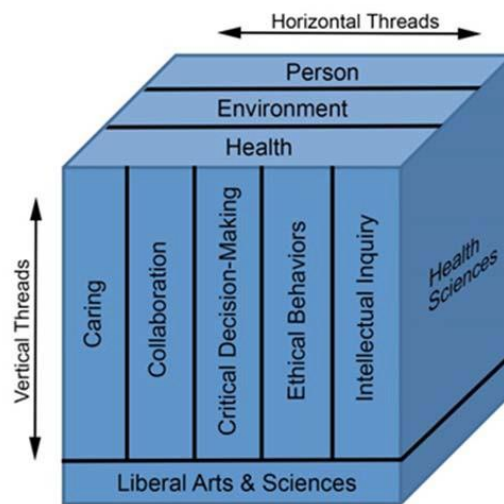 Horizontal Threads
Person
Environment
Health
Vertical Threads
Caring
Collaboration
Critical Decision-Making
Ethical Behaviors
Intellectual Inquiry
Health
Sciences
Liberal Arts & Sciences